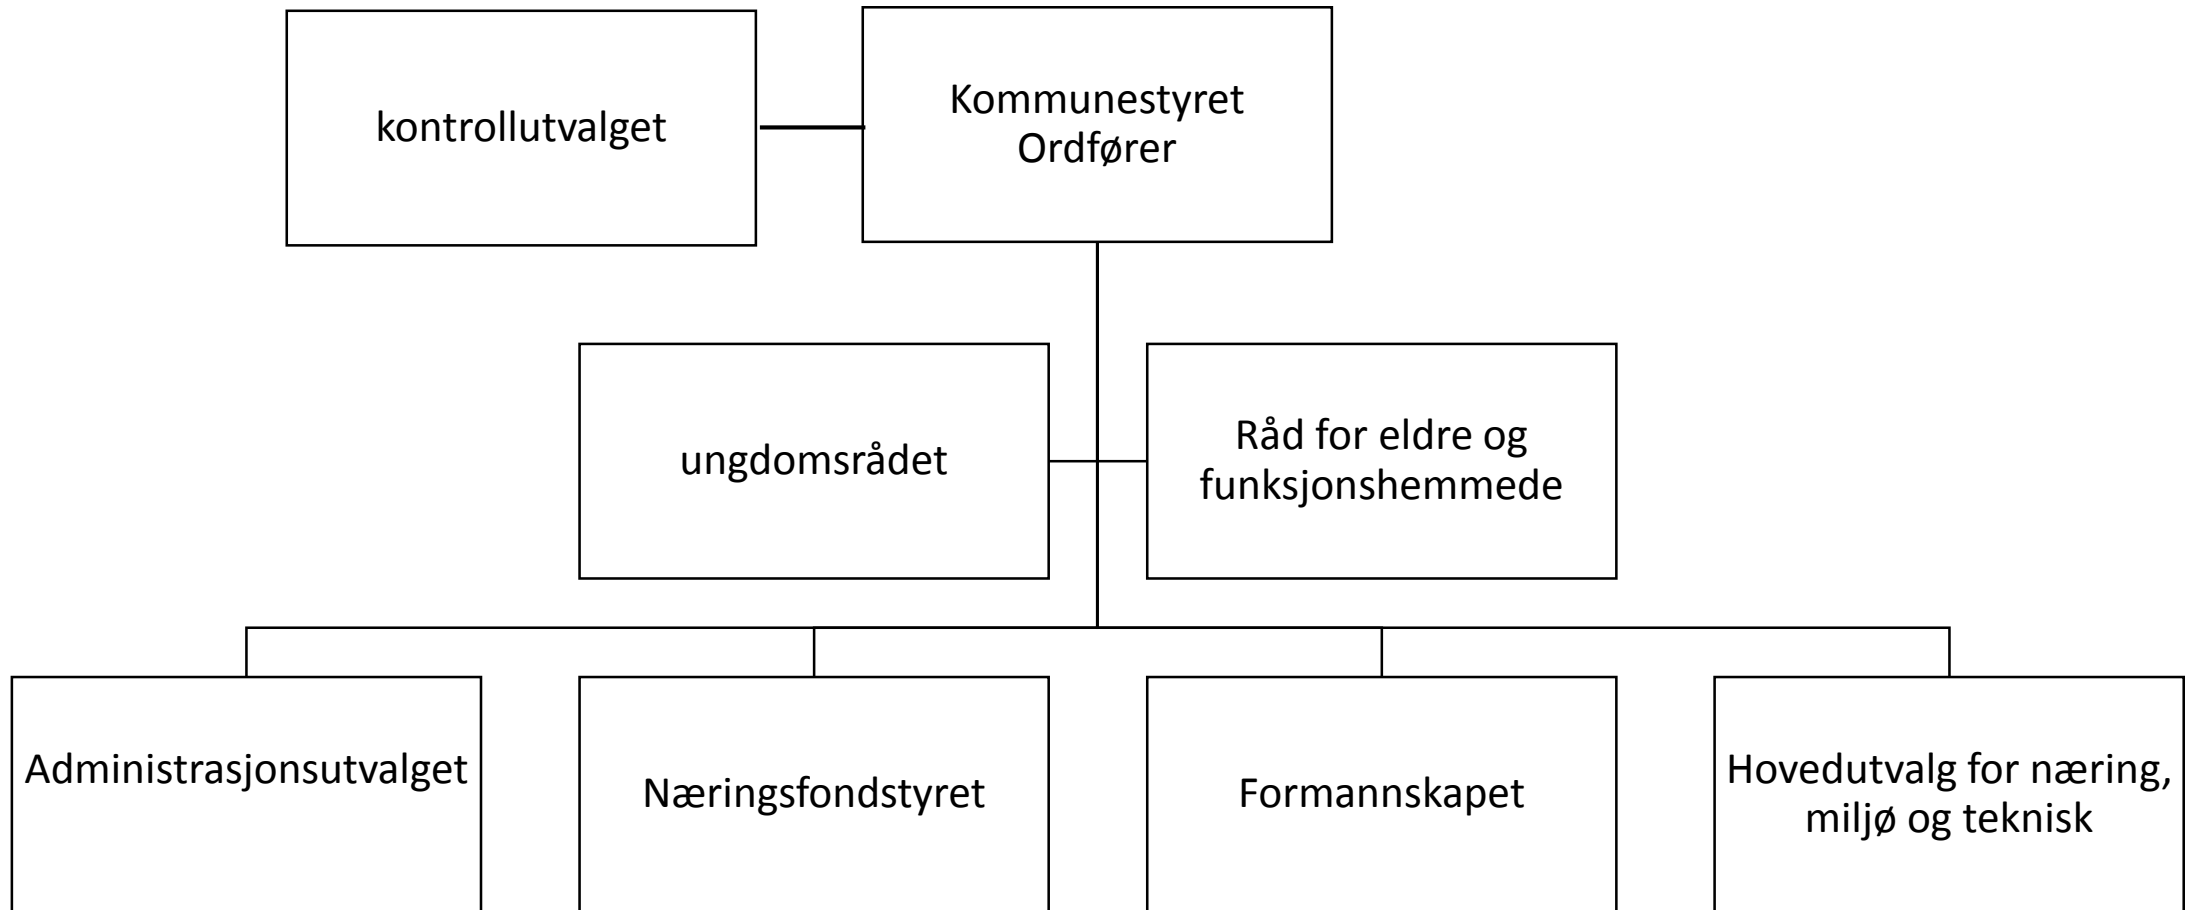 kontrollutvalget
Kommunestyret
Ordfører
ungdomsrådet
Råd for eldre og
funksjonshemmede
Administrasjonsutvalget
Næringsfondstyret
Formannskapet
Hovedutvalg for næring,
miljø og teknisk